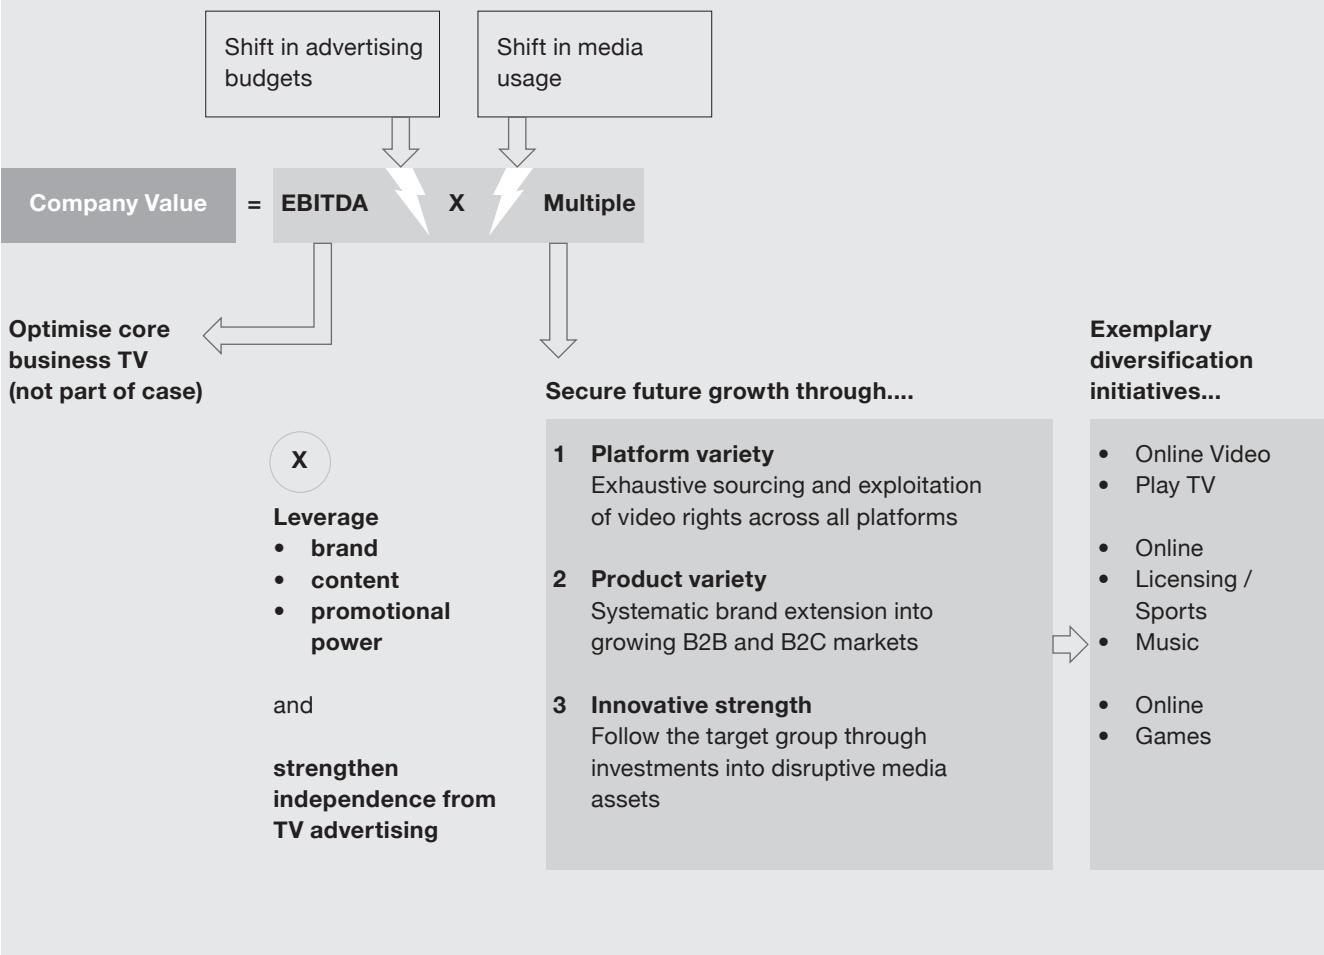 Shift in advertising
budgets
Shift in media
usage
Company Value = EBITDA X Multiple
Optimise core
business TV
(not part of case)
X
Leverage
• brand
• content
• promotional
power
and
strengthen
independence from
TV advertising
Secure future growth through....
1 Platform variety
Exhaustive sourcing and exploitation
of video rights across all platforms
2 Product variety
Systematic brand extension into
growing B2B and B2C markets
3 Innovative strength
Follow the target group through
investments into disruptive media
assets
Exemplary
diversification
initiatives...
• Online Video
• Play TV
• Online
• Licensing /
Sports
• Music
• Online
• Games